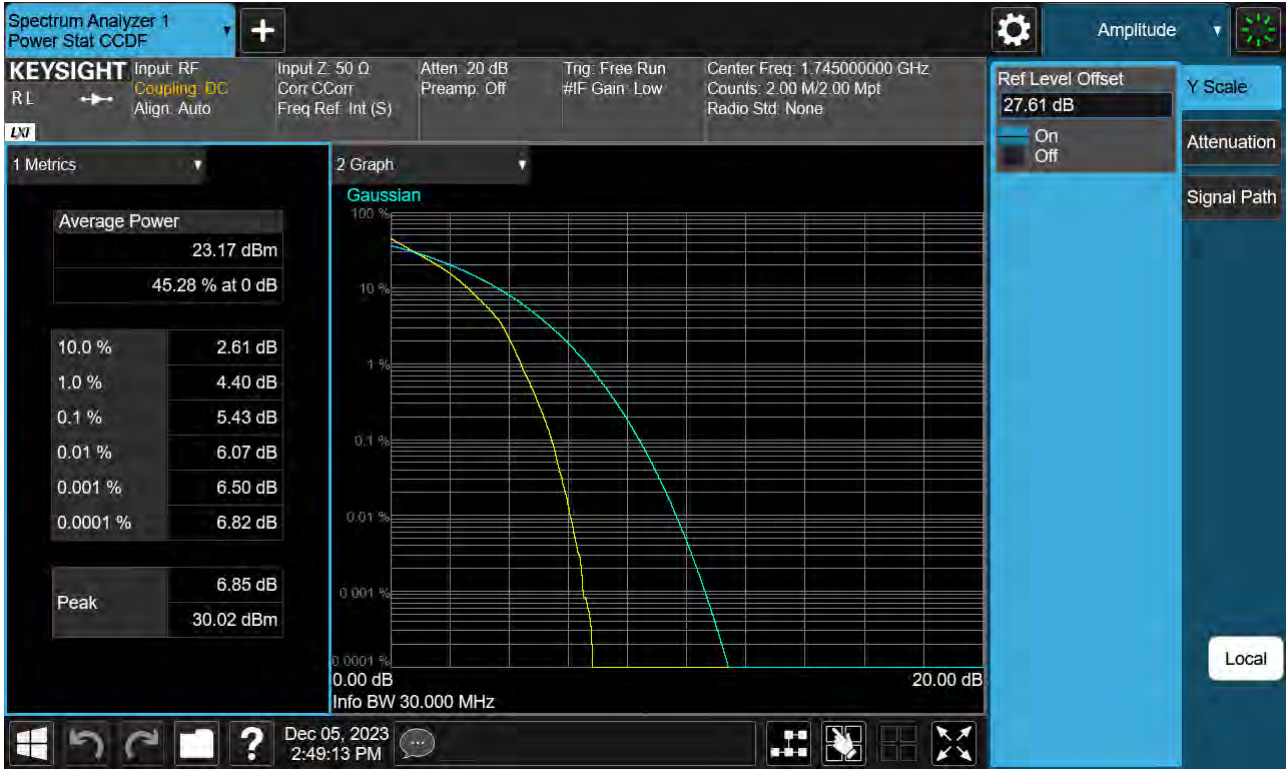 Spectrum Analyzer 1
Power Stat CCDF
+
Amplitude
KEYSIGHT
R L
LXI
Input: RF
Coupling: DC
Align: Auto
Input Z: 50 Ω
Corr CCorr
Freq Ref: Int (S)
Atten: 20 dB
Preamp: Off
Trig: Free Run
#IF Gain: Low
Center Freq: 1.745000000 GHz
Counts: 2.00 M/2.00 Mpt
Radio Std: None
Ref Level Offset
27.61 dB
On
Off
Y Scale
Attenuation
Signal Path
Local
1 Metrics
Average Power
23.17 dBm
45.28 % at 0 dB
10.0 % 2.61 dB
1.0 % 4.40 dB
0.1 % 5.43 dB
0.01 % 6.07 dB
0.001 % 6.50 dB
0.0001 % 6.82 dB
Peak
6.85 dB
30.02 dBm
2 Graph
Gaussian
100 %
10 %
1 %
0.1 %
0.01 %
0.001 %
0.0001 %
0.00 dB 20.00 dB
Info BW 30.000 MHz
?
Dec 05, 2023
2:49:13 PM